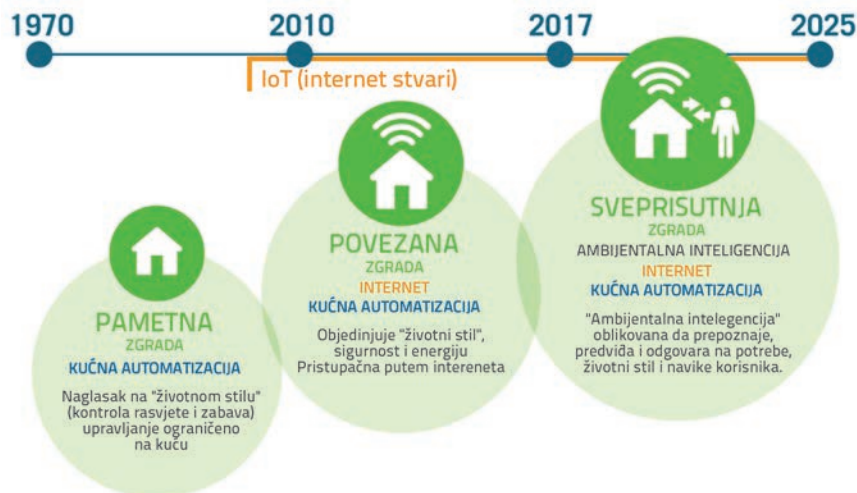 1970
2010
2017
2025
IoT (internet stvari)
PAMETNA
ZGRADA
KUĆNA AUTOMATIZACIJA
Naglasak na "životnom stilu"
(kontrola rasvjete i zabava)
upravljanje ograničeno
na kuću
POVEZANA
ZGRADA
INTERNET
KUĆNA AUTOMATIZACIJA
Objedinjuje "životni stil",
sigurnost i energiju
Pristupačna putem intereneta
SVEPRISUTNJA
ZGRADA
AMBIJENTALNA INTELIGENCIJA
INTERNET
KUĆNA AUTOMATIZACIJA
"Ambijentalna intelegencija"
oblikovana da prepoznaje,
predviđa i odgovara na potrebe,
životni stil i navike korisnika.